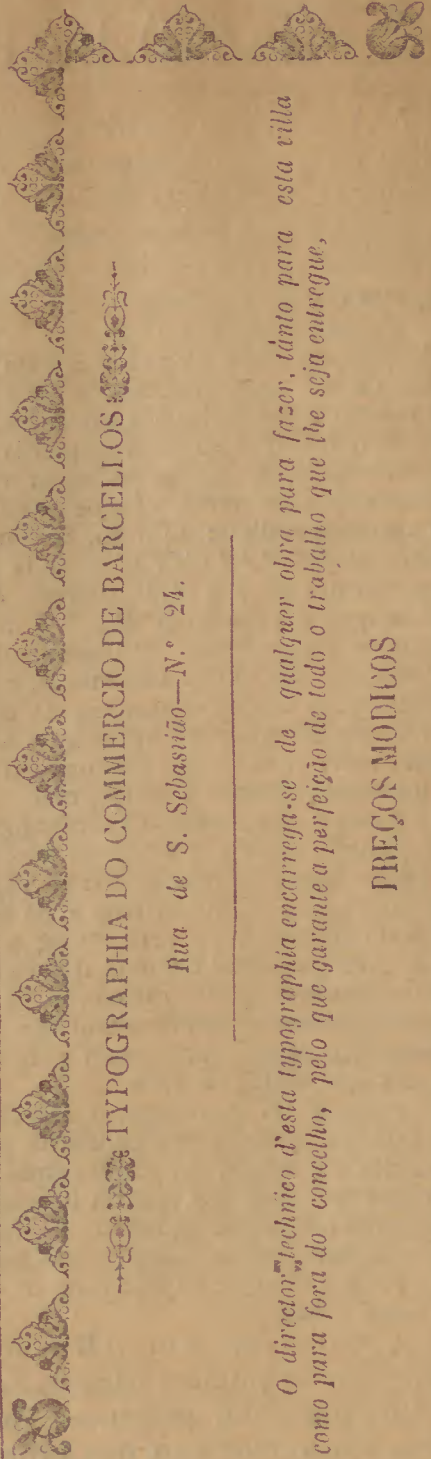 TYPOGRAPHIA DO COMMERCIO DE BARCELLOS
Rua de S. Sebastião—N.° 24.
O director technico d'esta typographia encarrega-se de qualquer obra para fazer, tánto para esta villa
como para fora do concelho, pelo que garante a perfeição de todo o trabalho que lhe seja entregue,
PREÇOS MODICOS